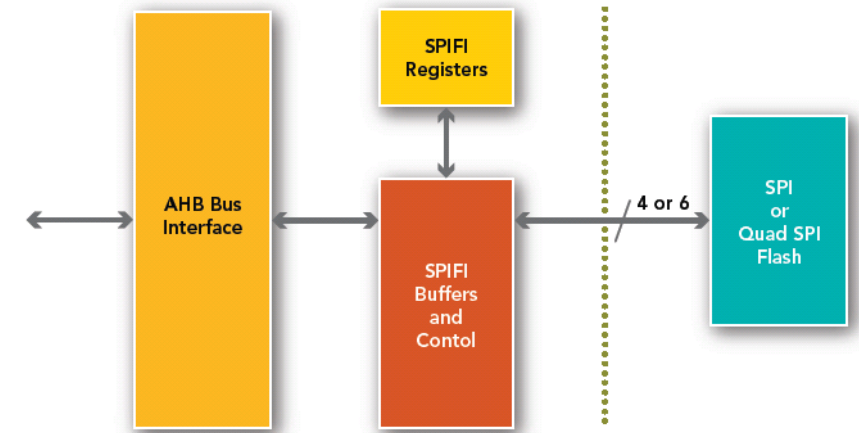 SPIFI
Registers
AHB Bus
Interface
4 or 6
SPI
or
Quad SPI
Flash
SPIFI
Buffers
and
Contol